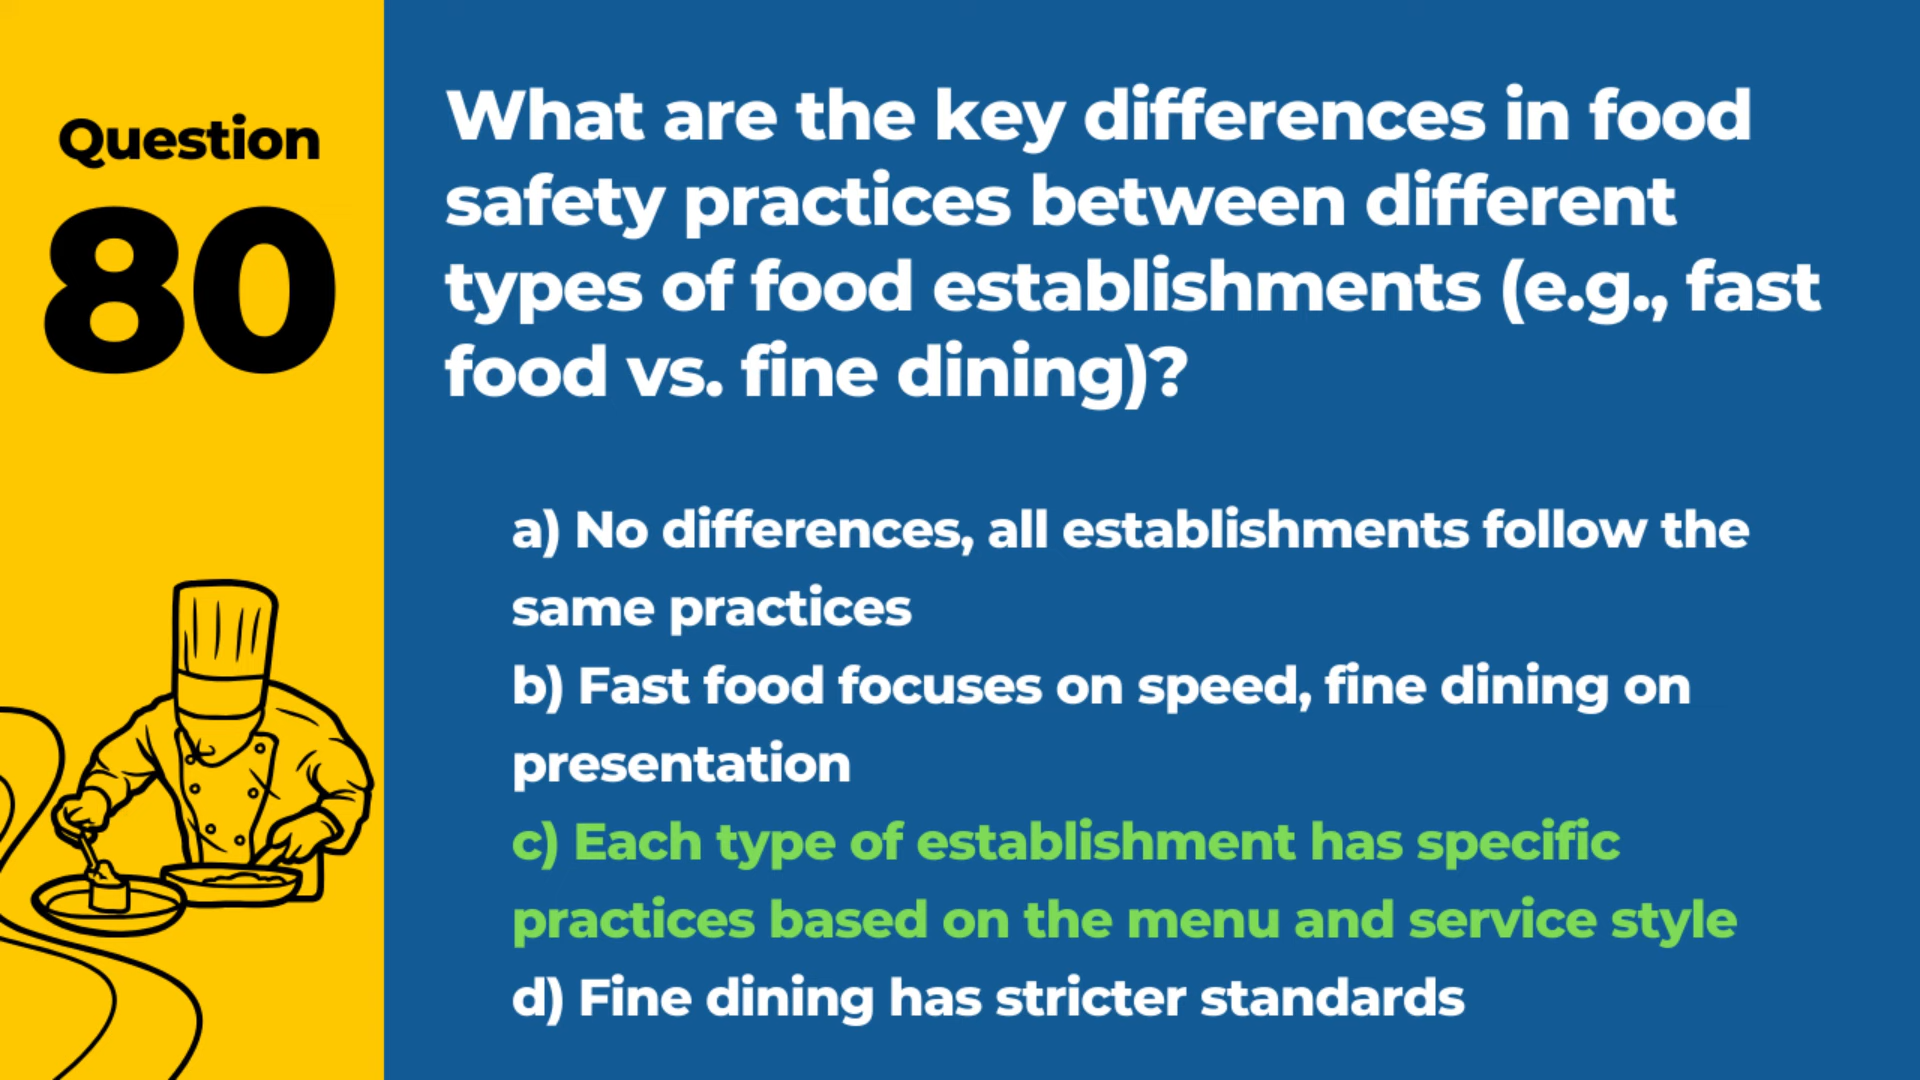 Question
80
What are the key differences in food
safety practices between different
types of food establishments (e.g., fast
food vs. fine dining)?
a) No differences, all establishments follow the
same practices
b) Fast food focuses on speed, fine dining on
presentation
c) Each type of establishment has specific
practices based on the menu and service style
d) Fine dining has stricter standards